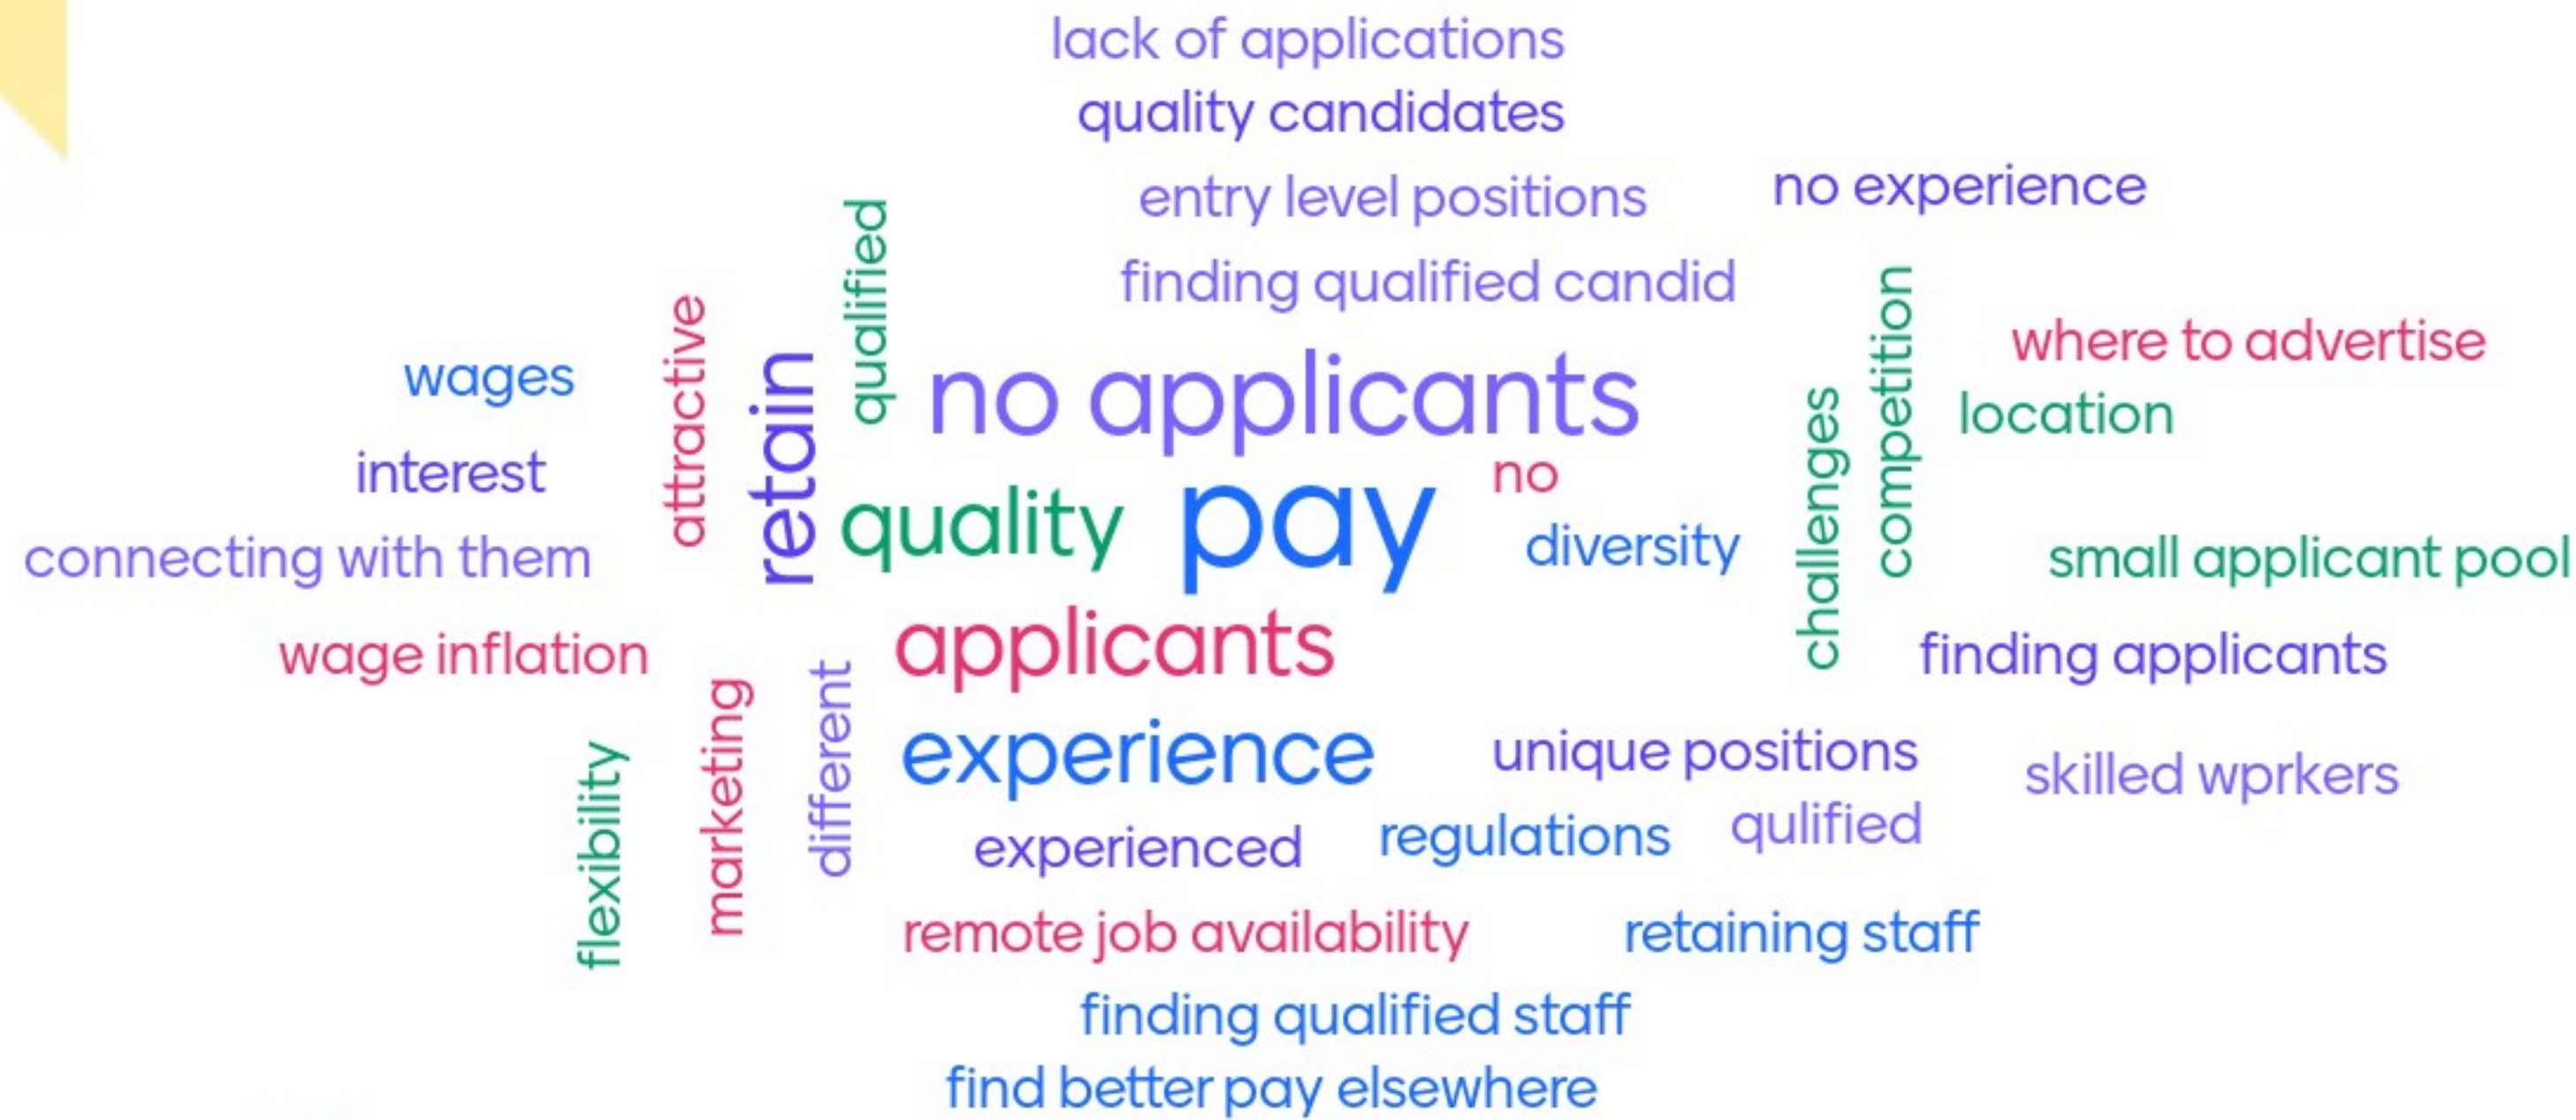 lack of applications
quality candidates
entry level positions
no experience
finding qualified candid
qualified
competition
attractive
where to advertise
wages
retain
no applicants
challenges
location
interest
no
quality
pay
diversity
connecting with them
small applicant pool
wage inflation
applicants
finding applicants
different
marketing
experience
unique positions
skilled wprkers
flexibility
experienced
regulations
qulified
remote job availability
retaining staff
finding qualified staff
find better pay elsewhere